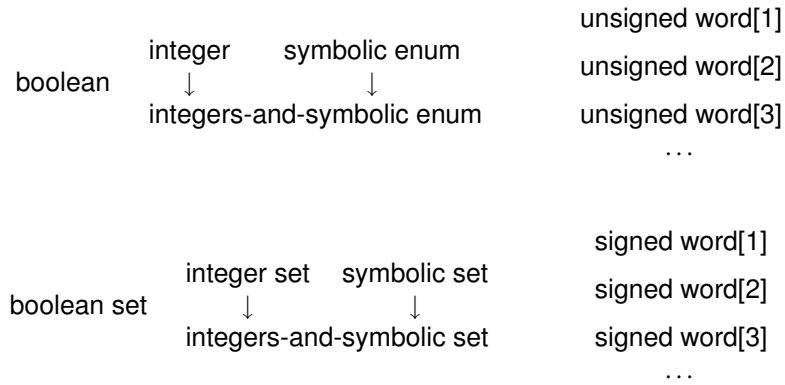 unsigned word[1]
integer symbolic enum
boolean ↓ ↓ unsigned word[2]
integers-and-symbolic enum unsigned word[3]
...
signed word[1]
integer set symbolic set
boolean set ↓ ↓ signed word[2]
integers-and-symbolic set signed word[3]
...